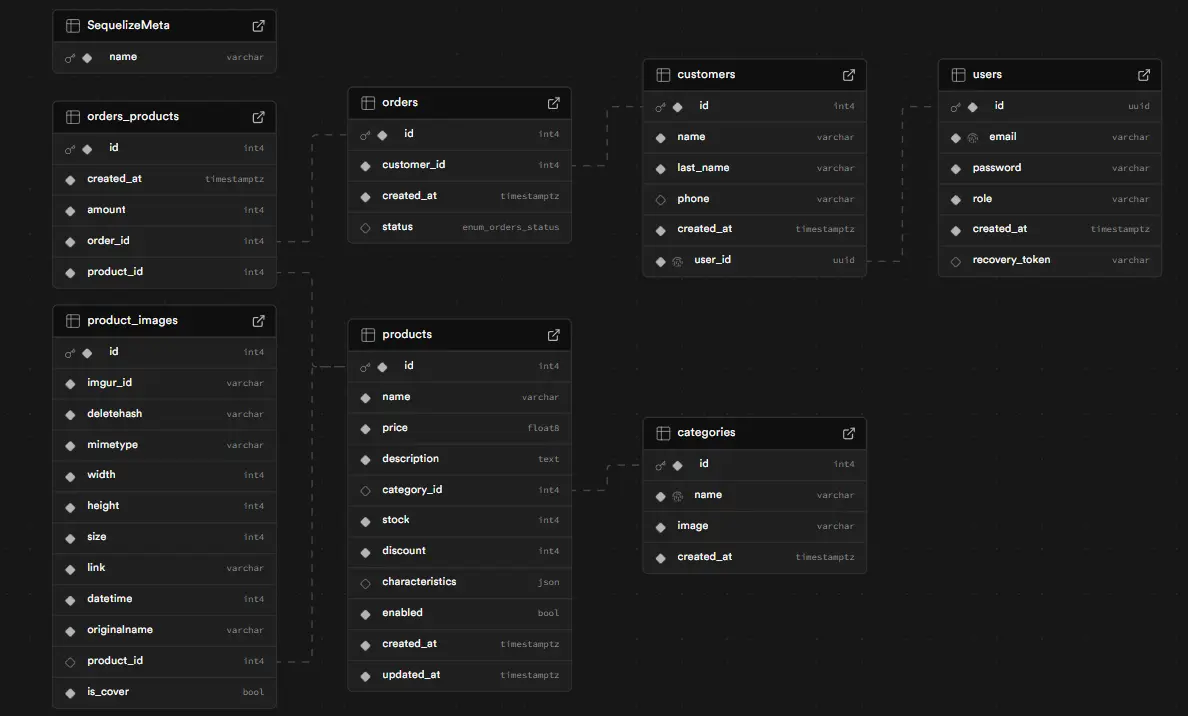 SequelizeMeta
name varchar
orders_products
id int4
created_at timestamptz
amount int4
order_id int4
product_id int4
product_images
id int4
imgur_id varchar
deletehash varchar
mimetype varchar
width int4
height int4
size int4
link varchar
datetime int4
originalname varchar
product_id int4
is_cover bool
orders
id int4
customer_id int4
created_at timestamptz
status enum_orders_status
products
id int4
name varchar
price float8
description text
category_id int4
stock int4
discount int4
characteristics json
enabled bool
created_at timestamptz
updated_at timestamptz
customers
id int4
name varchar
last_name varchar
phone varchar
created_at timestamptz
user_id uuid
categories
id int4
name varchar
image varchar
created_at timestamptz
users
id uuid
email varchar
password varchar
role varchar
created_at timestamptz
recovery_token varchar